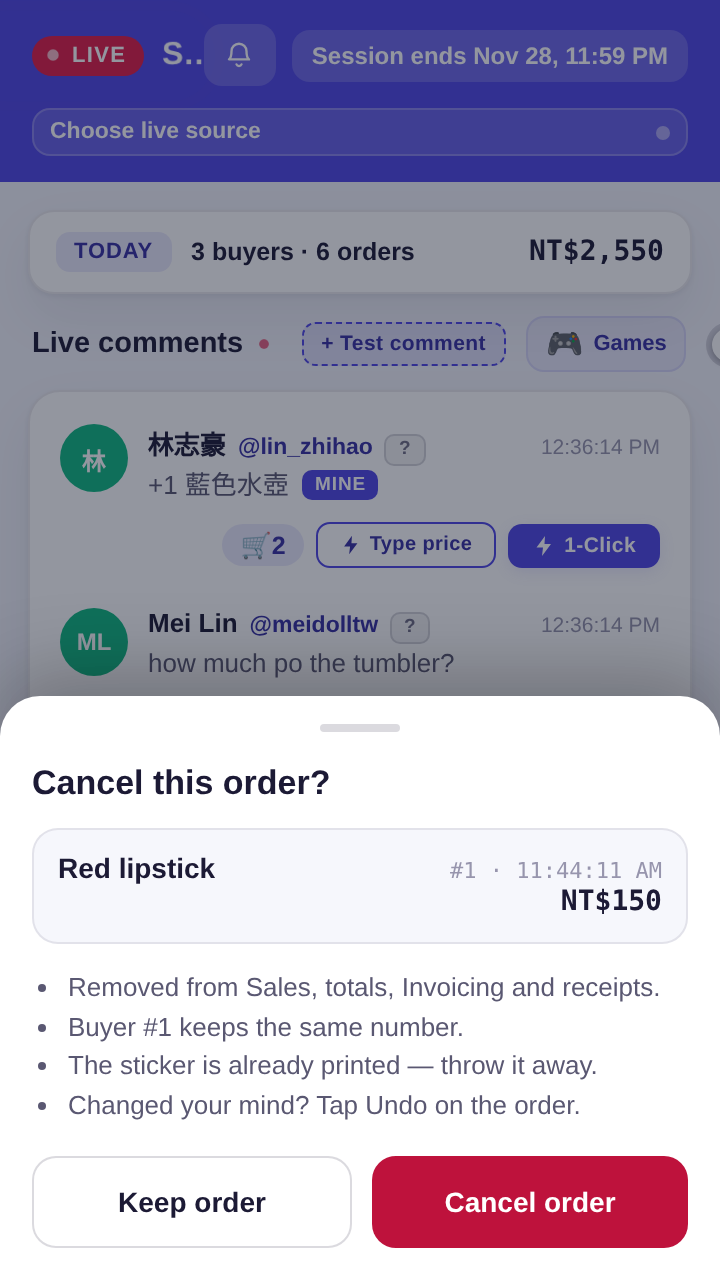 LIVE S.. Session ends Nov 28, 11:59 PM
Choose live source
TODAY 3 buyers · 6 orders NT$2,550
Live comments + Test comment 🎮 Games
林 林志豪 @lin_zhihao ? 12:36:14 PM
+1 藍色水壺 MINE
🛒2 Type price 1-Click
ML Mei Lin @meidolltw ? 12:36:14 PM
how much po the tumbler?
Cancel this order?
Red lipstick #1 · 11:44:11 AM
NT$150
• Removed from Sales, totals, Invoicing and receipts.
• Buyer #1 keeps the same number.
• The sticker is already printed — throw it away.
• Changed your mind? Tap Undo on the order.
Keep order Cancel order